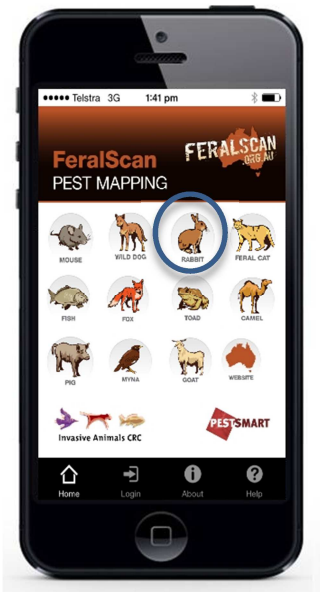 Telstra 3G 1:41 pm
FeralScan
PEST MAPPING
FERALSCAN
.ORG.AU
MOUSE WILD DOG RABBIT FERAL CAT
FISH FOX TOAD CAMEL
PIG MYNA GOAT WEBSITE
Invasive Animals CRC
PESTSMART
Home Login About Help